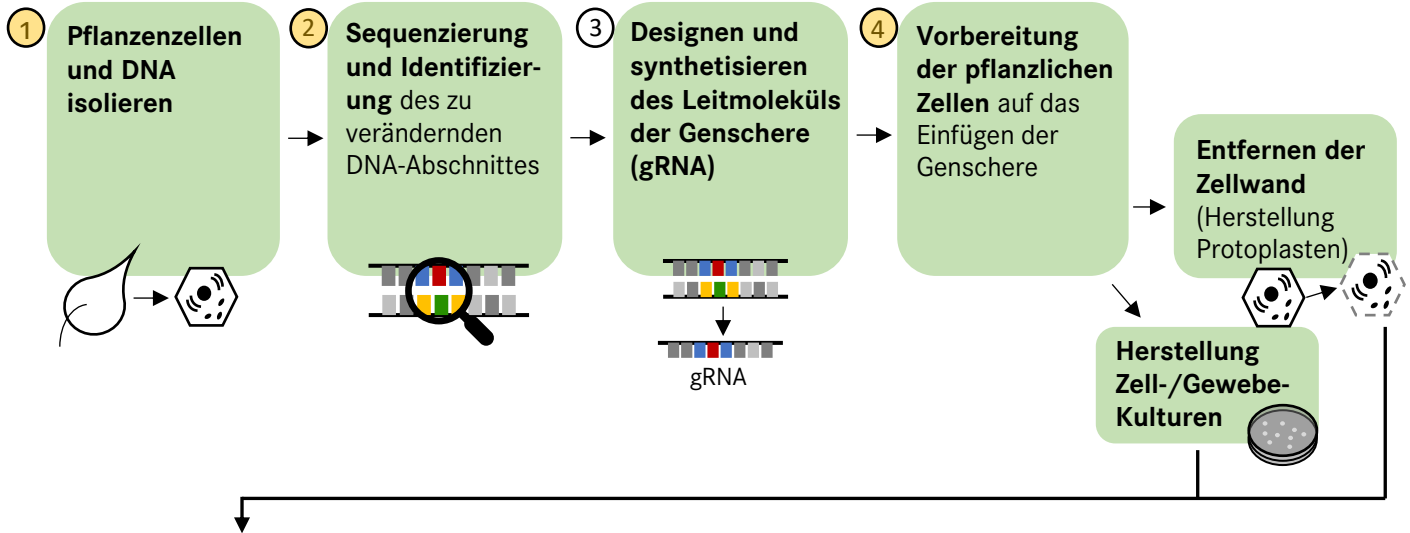 1
Pflanzenzellen
und DNA
isolieren
2
Sequenzierung
und Identifizier-
ung des zu
verändernden
DNA-Abschnittes
3
Designen und
synthetisieren
des Leitmoleküls
der Genschere
(gRNA)
gRNA
4
Vorbereitung
der pflanzlichen
Zellen auf das
Einfügen der
Genschere
Entfernen der
Zellwand
(Herstellung
Protoplasten)
Herstellung
Zell-/Gewebe-
Kulturen